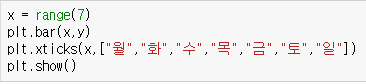 x = range(7)
plt.bar(x,y)
plt.xticks(x,["월","화","수","목","금","토","일"])
plt.show()